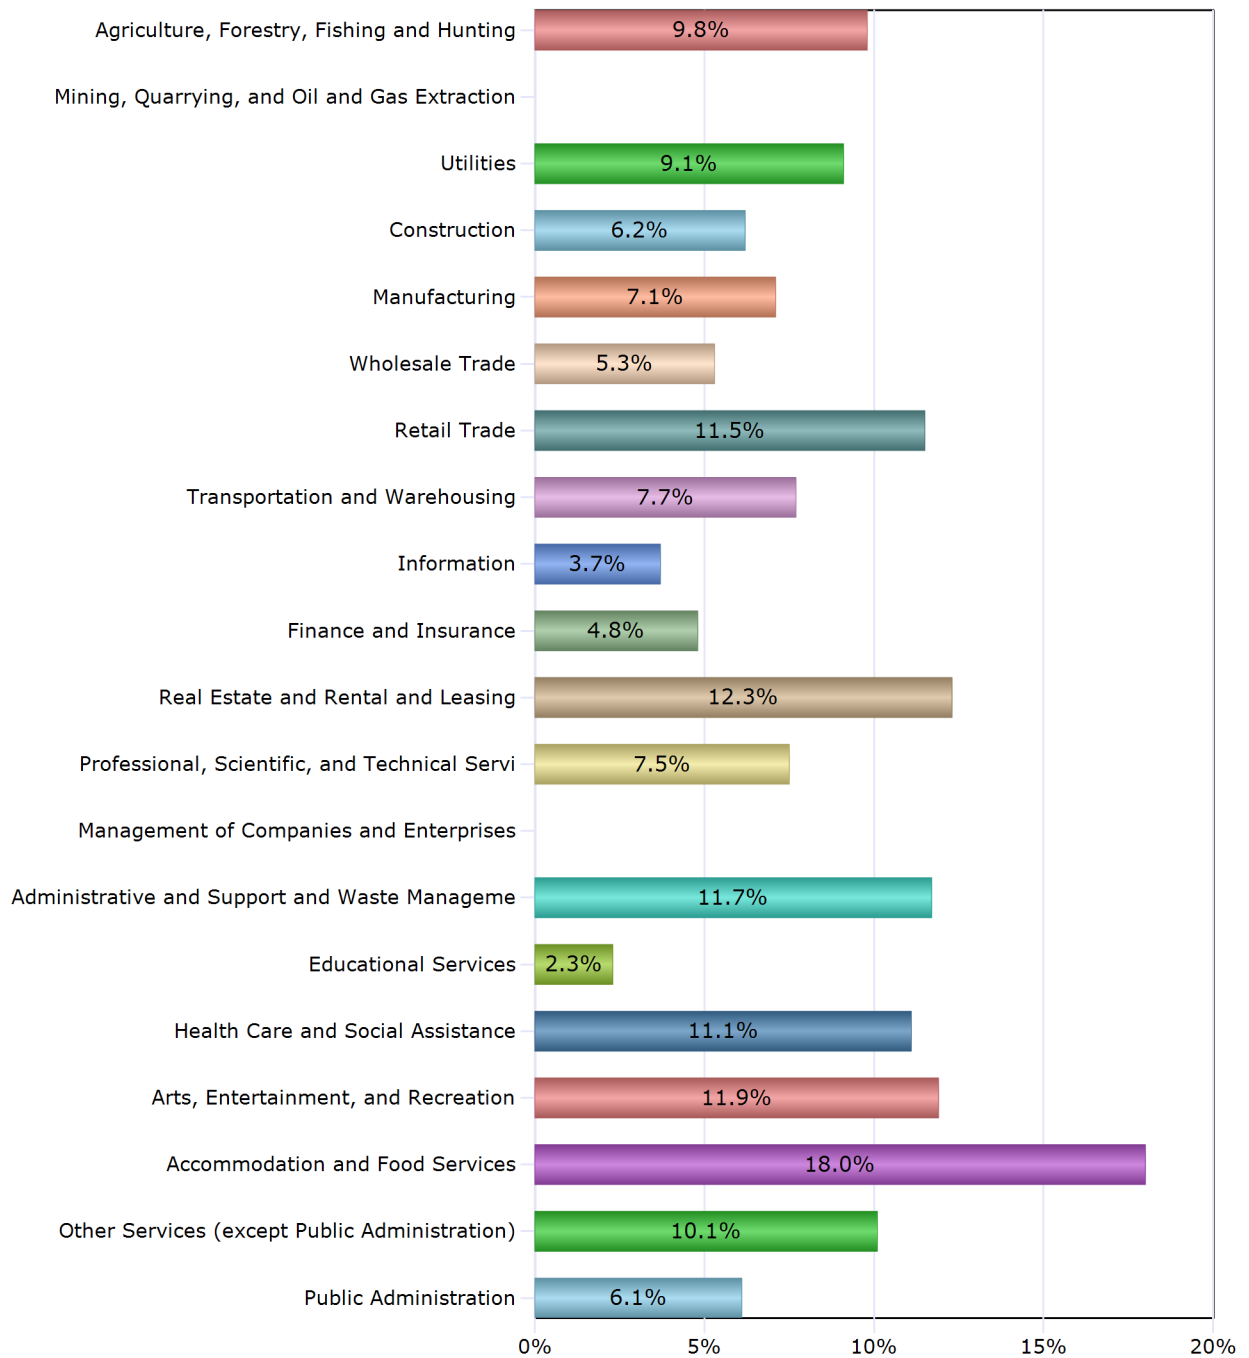 Agriculture, Forestry, Fishing and Hunting 9.8%
Mining, Quarrying, and Oil and Gas Extraction
Utilities 9.1%
Construction 6.2%
Manufacturing 7.1%
Wholesale Trade 5.3%
Retail Trade 11.5%
Transportation and Warehousing 7.7%
Information 3.7%
Finance and Insurance 4.8%
Real Estate and Rental and Leasing 12.3%
Professional, Scientific, and Technical Servi 7.5%
Management of Companies and Enterprises
Administrative and Support and Waste Manageme 11.7%
Educational Services 2.3%
Health Care and Social Assistance 11.1%
Arts, Entertainment, and Recreation 11.9%
Accommodation and Food Services 18.0%
Other Services (except Public Administration) 10.1%
Public Administration 6.1%
0% 5% 10% 15% 20%